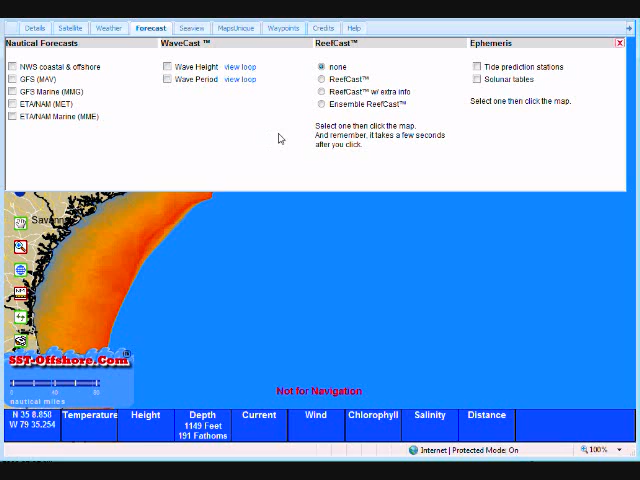 Details Satellite Weather Forecast Seaview MapsUnique Waypoints Credits Help
Nautical Forecasts WaveCast ™ ReefCast™ Ephemeris
NWS coastal & offshore Wave Height view loop none Tide prediction stations
GFS (MAV) Wave Period view loop ReefCast™ Solunar tables
GFS Marine (MMG) ReefCast™ w/ extra info
ETA/NAM (MET) Ensemble ReefCast™ Select one then click the map.
ETA/NAM Marine (MME)
Select one then click the map.
And remember, it takes a few seconds
after you click.
SST-Offshore.Com
0 40 80
nautical miles
Not for Navigation
N 35 8.858 Temperature Height Depth Current Wind Chlorophyll Salinity Distance
W 79 35.254 1149 Feet
191 Fathoms
Internet | Protected Mode: On 100%